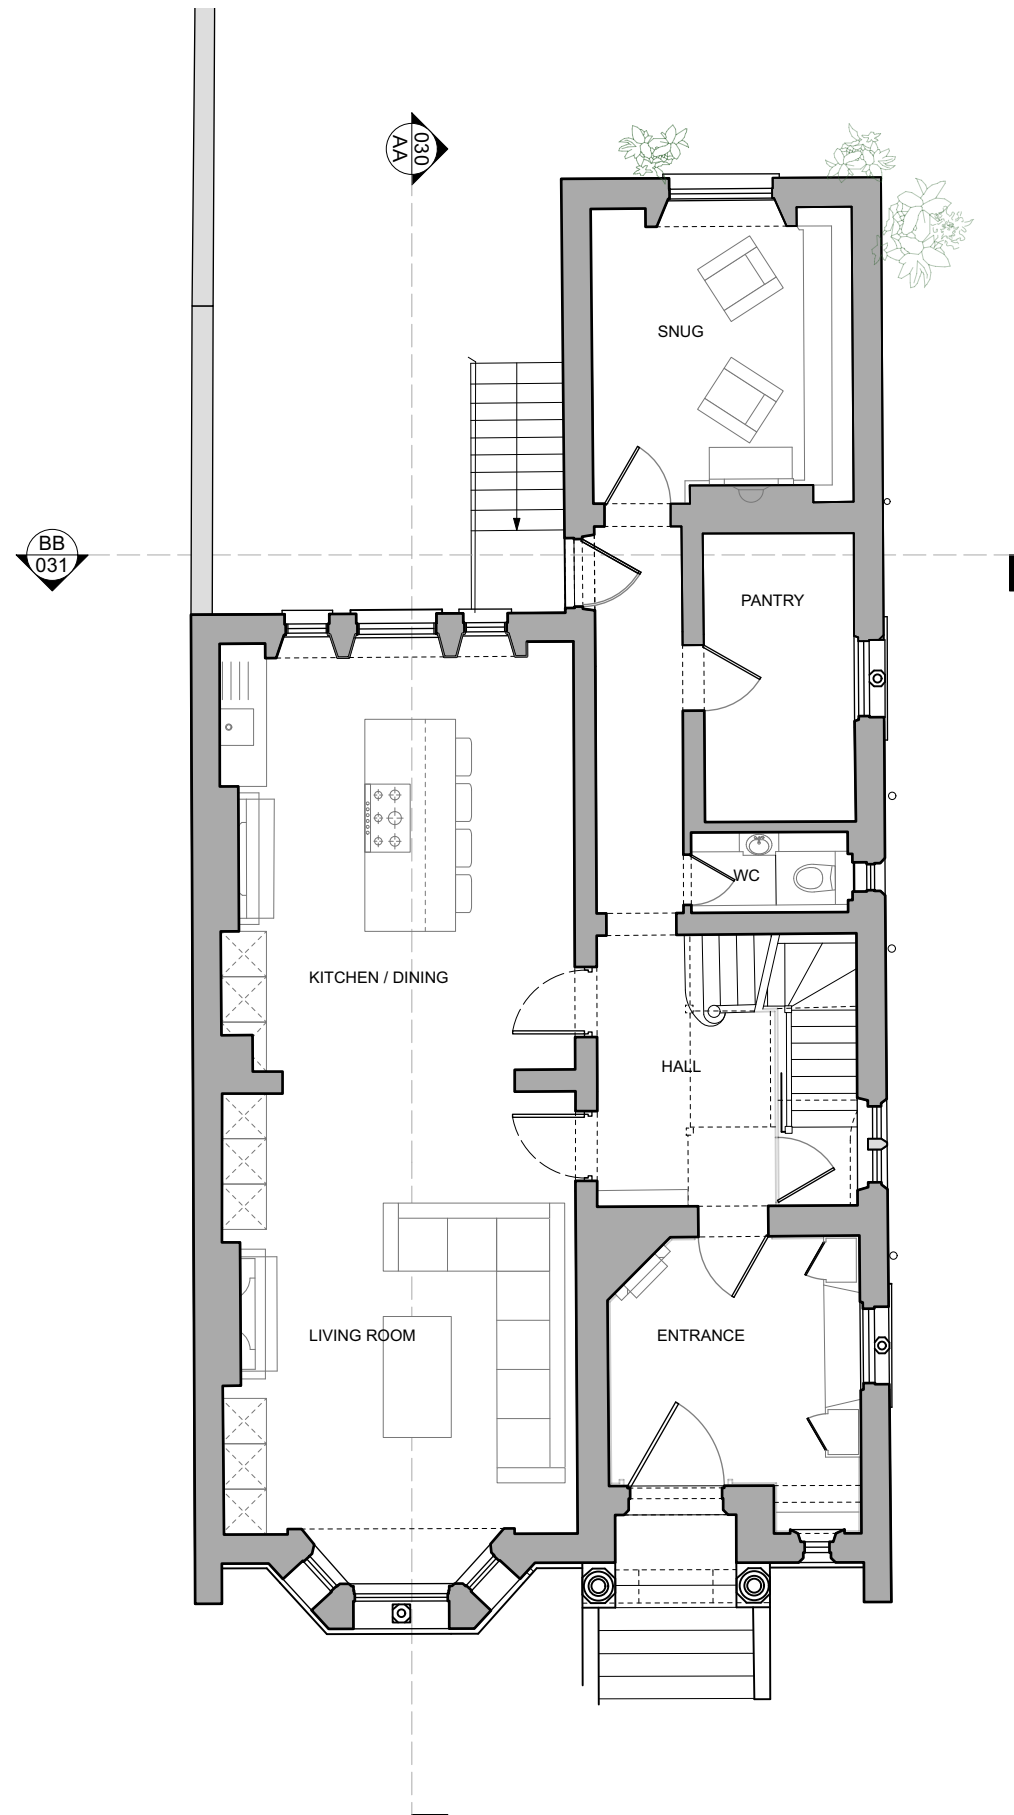 030
AA
SNUG
BB
031
PANTRY
WC
KITCHEN / DINING
HALL
LIVING ROOM
ENTRANCE